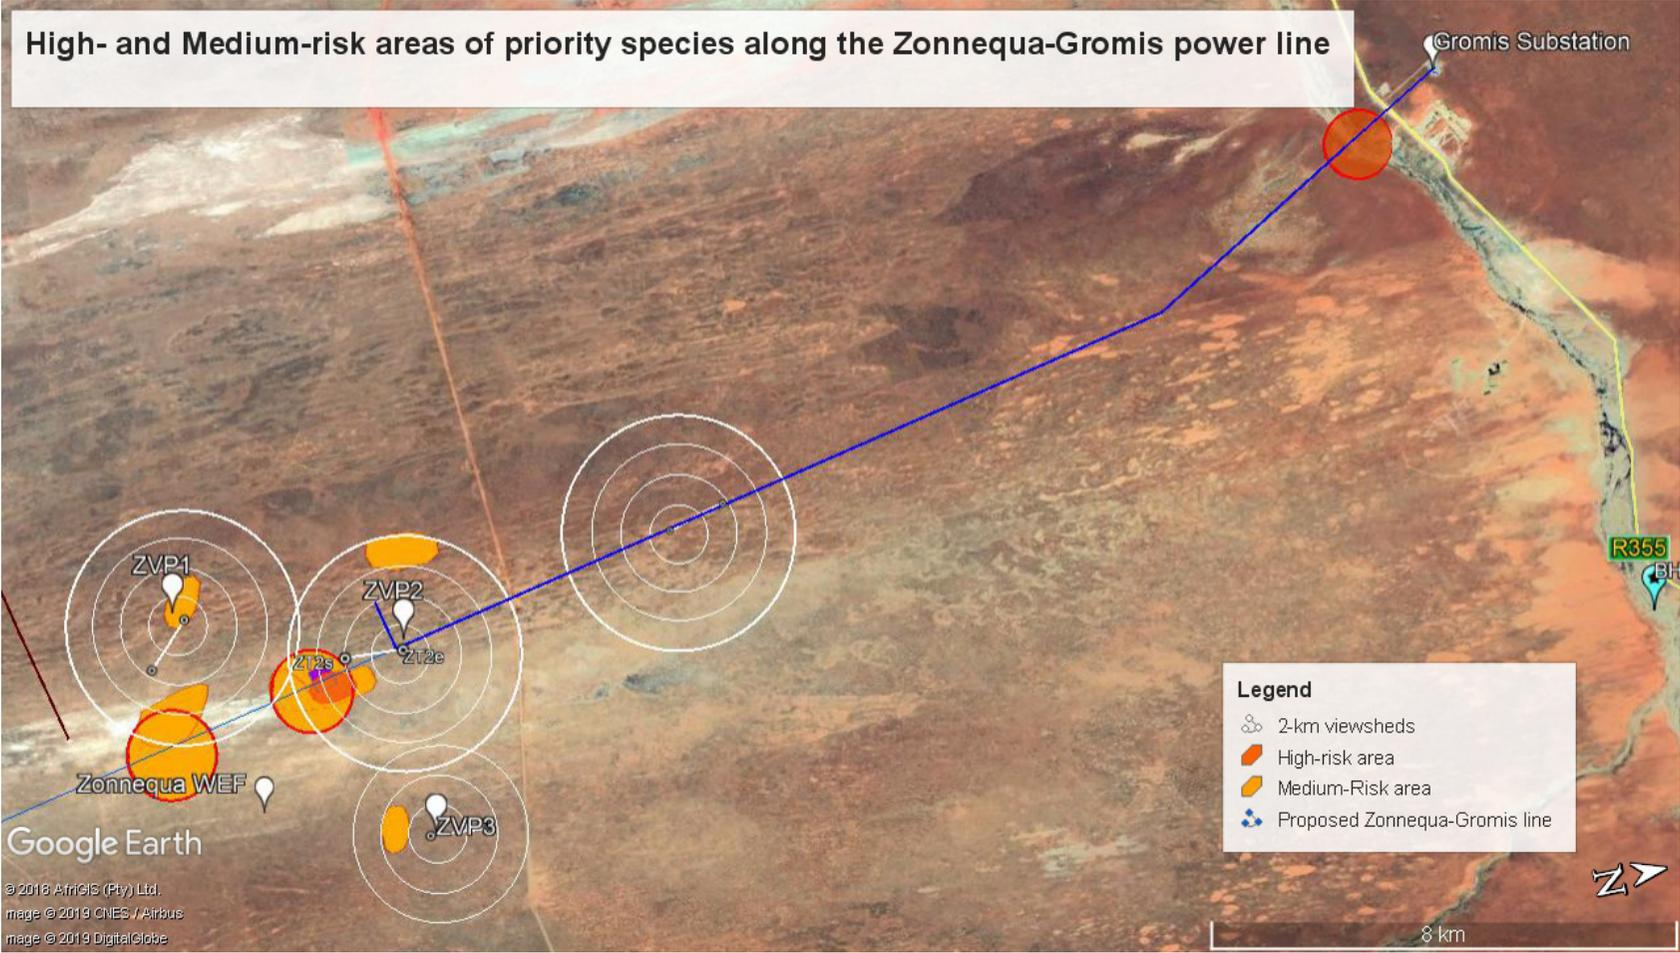 High- and Medium-risk areas of priority species along the Zonnequa-Gromis power line
Gromis Substation
R355
BH
ZVP1
ZVP2
ZT2s
ZT2e
Zonnequa WEF
ZVP3
Legend
2-km viewsheds
High-risk area
Medium-Risk area
Proposed Zonnequa-Gromis line
Google Earth
© 2018 AfriGIS (Pty) Ltd.
mage © 2019 CNES / Airbus
mage © 2019 DigitalGlobe
N
8 km